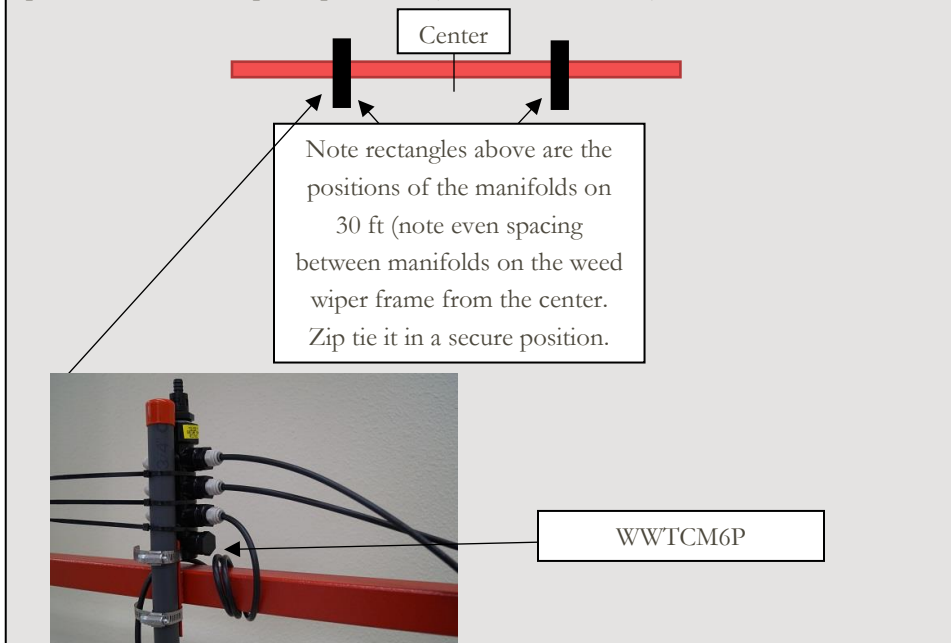 Center
Note rectangles above are the
positions of the manifolds on
30 ft (note even spacing
between manifolds on the weed
wiper frame from the center.
Zip tie it in a secure position.
WWTCM6P